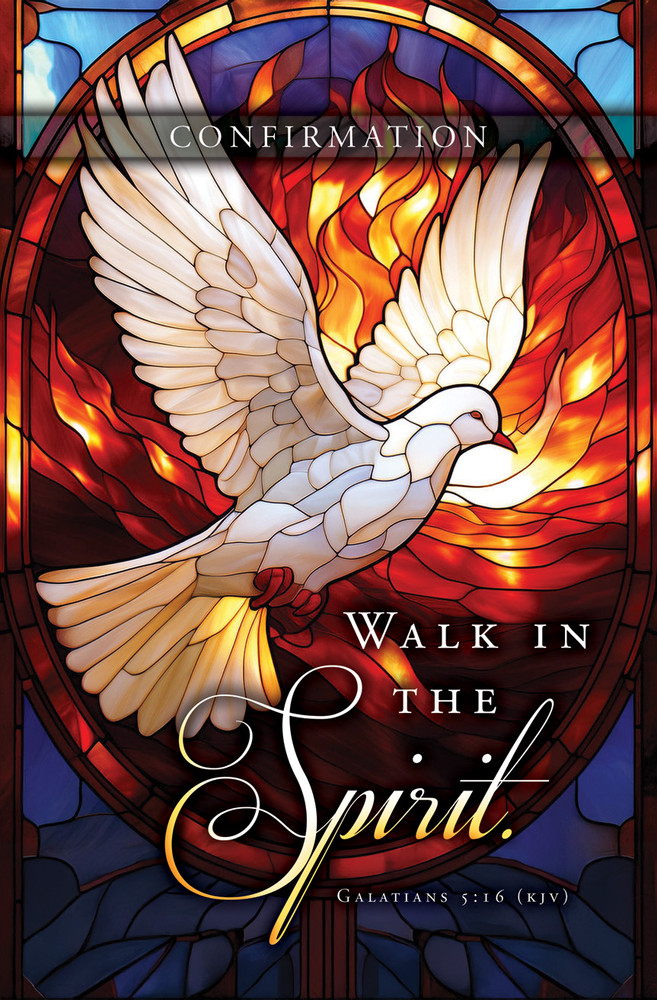 CONFIRMATION
WALK IN
THE
Spirit.
GALATIANS 5:16 (KJV)